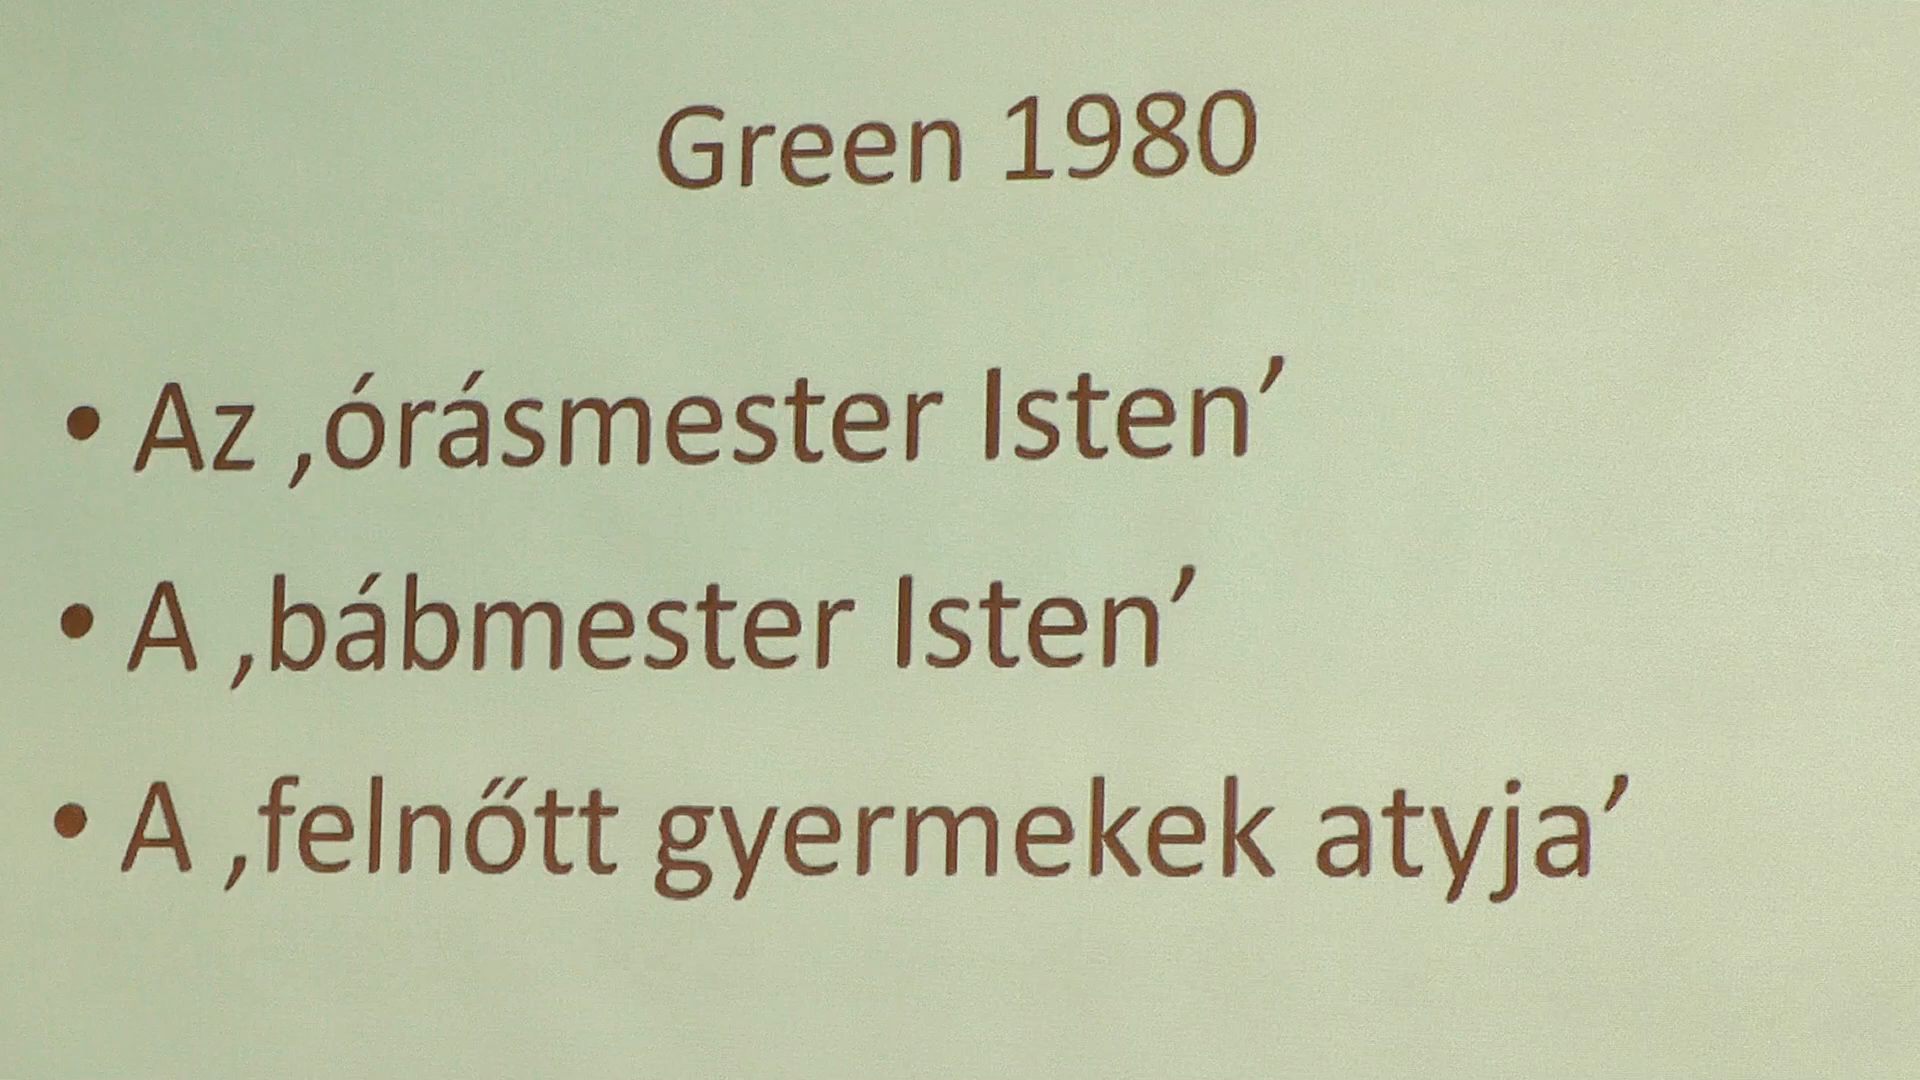 Green 1980
• Az ‚órásmester Isten’
• A ‚bábmester Isten’
• A ‚felnőtt gyermekek atyja’